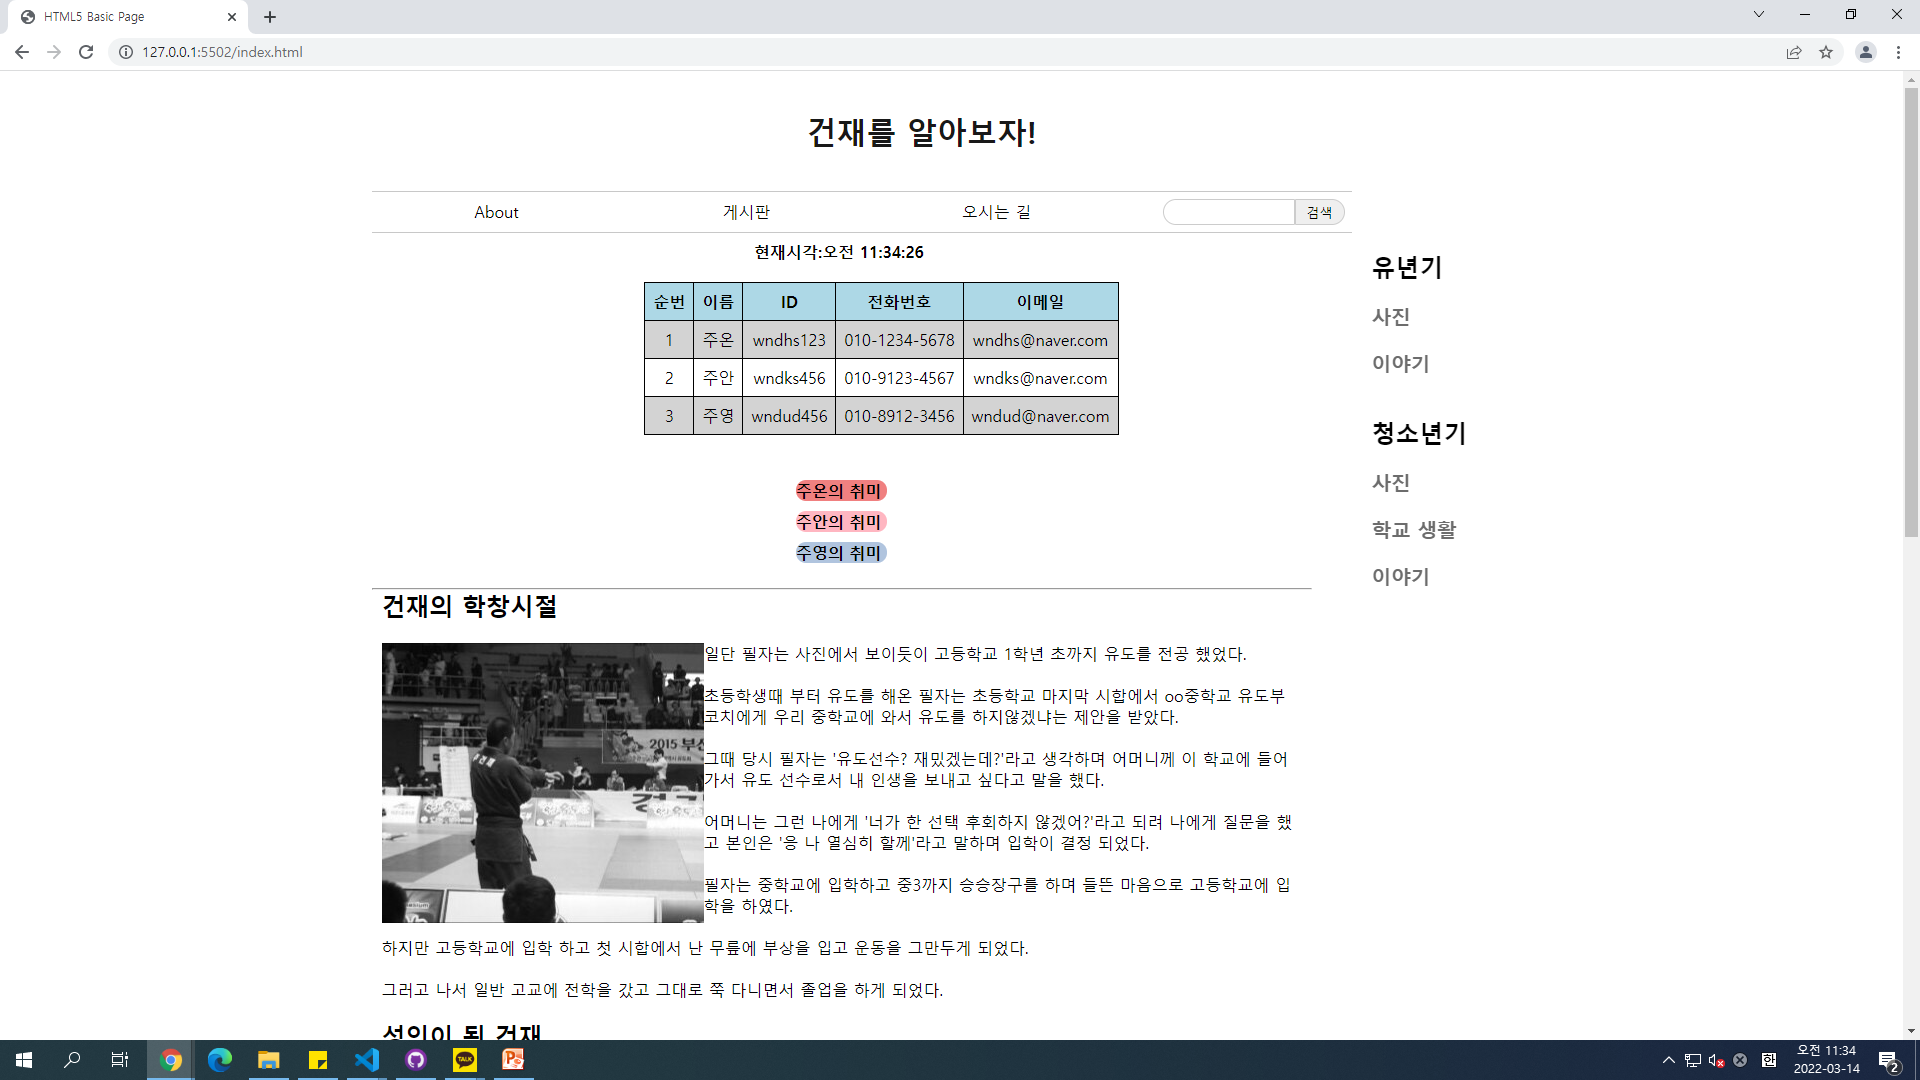 HTML5 Basic Page
127.0.0.1:5502/index.html
건재를 알아보자!
About
게시판
오시는 길
검색
현재시각:오전 11:34:26
순번 이름 ID 전화번호 이메일
1 주온 wndhs123 010-1234-5678 wndhs@naver.com
2 주안 wndks456 010-9123-4567 wndks@naver.com
3 주영 wndud456 010-8912-3456 wndud@naver.com
주온의 취미
주안의 취미
주영의 취미
유년기
사진
이야기
청소년기
사진
학교 생활
이야기
건재의 학창시절
2015 부
일단 필자는 사진에서 보이듯이 고등학교 1학년 초까지 유도를 전공 했었다.
초등학생때 부터 유도를 해온 필자는 초등학교 마지막 시합에서 oo중학교 유도부
코치에게 우리 중학교에 와서 유도를 하지않겠냐는 제안을 받았다.
그때 당시 필자는 '유도선수? 재밌겠는데?'라고 생각하며 어머니께 이 학교에 들어
가서 유도 선수로서 내 인생을 보내고 싶다고 말을 했다.
어머니는 그런 나에게 '너가 한 선택 후회하지 않겠어?'라고 되려 나에게 질문을 했
고 본인은 '응 나 열심히 할께'라고 말하며 입학이 결정 되었다.
필자는 중학교에 입학하고 중3까지 승승장구를 하며 들뜬 마음으로 고등학교에 입
학을 하였다.
하지만 고등학교에 입학 하고 첫 시합에서 난 무릎에 부상을 입고 운동을 그만두게 되었다.
그러고 나서 일반 고교에 전학을 갔고 그대로 쭉 다니면서 졸업을 하게 되었다.
성인이 된 건재
TALK
한
오전 11:34
2022-03-14
2